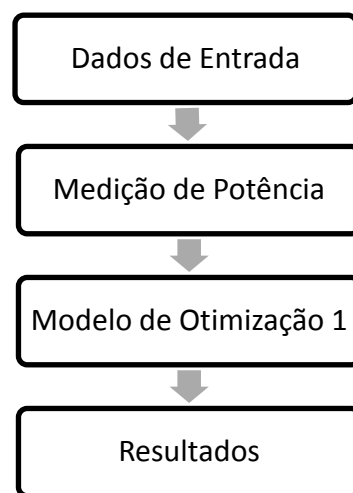 Dados de Entrada
Medição de Potência
Modelo de Otimização 1
Resultados